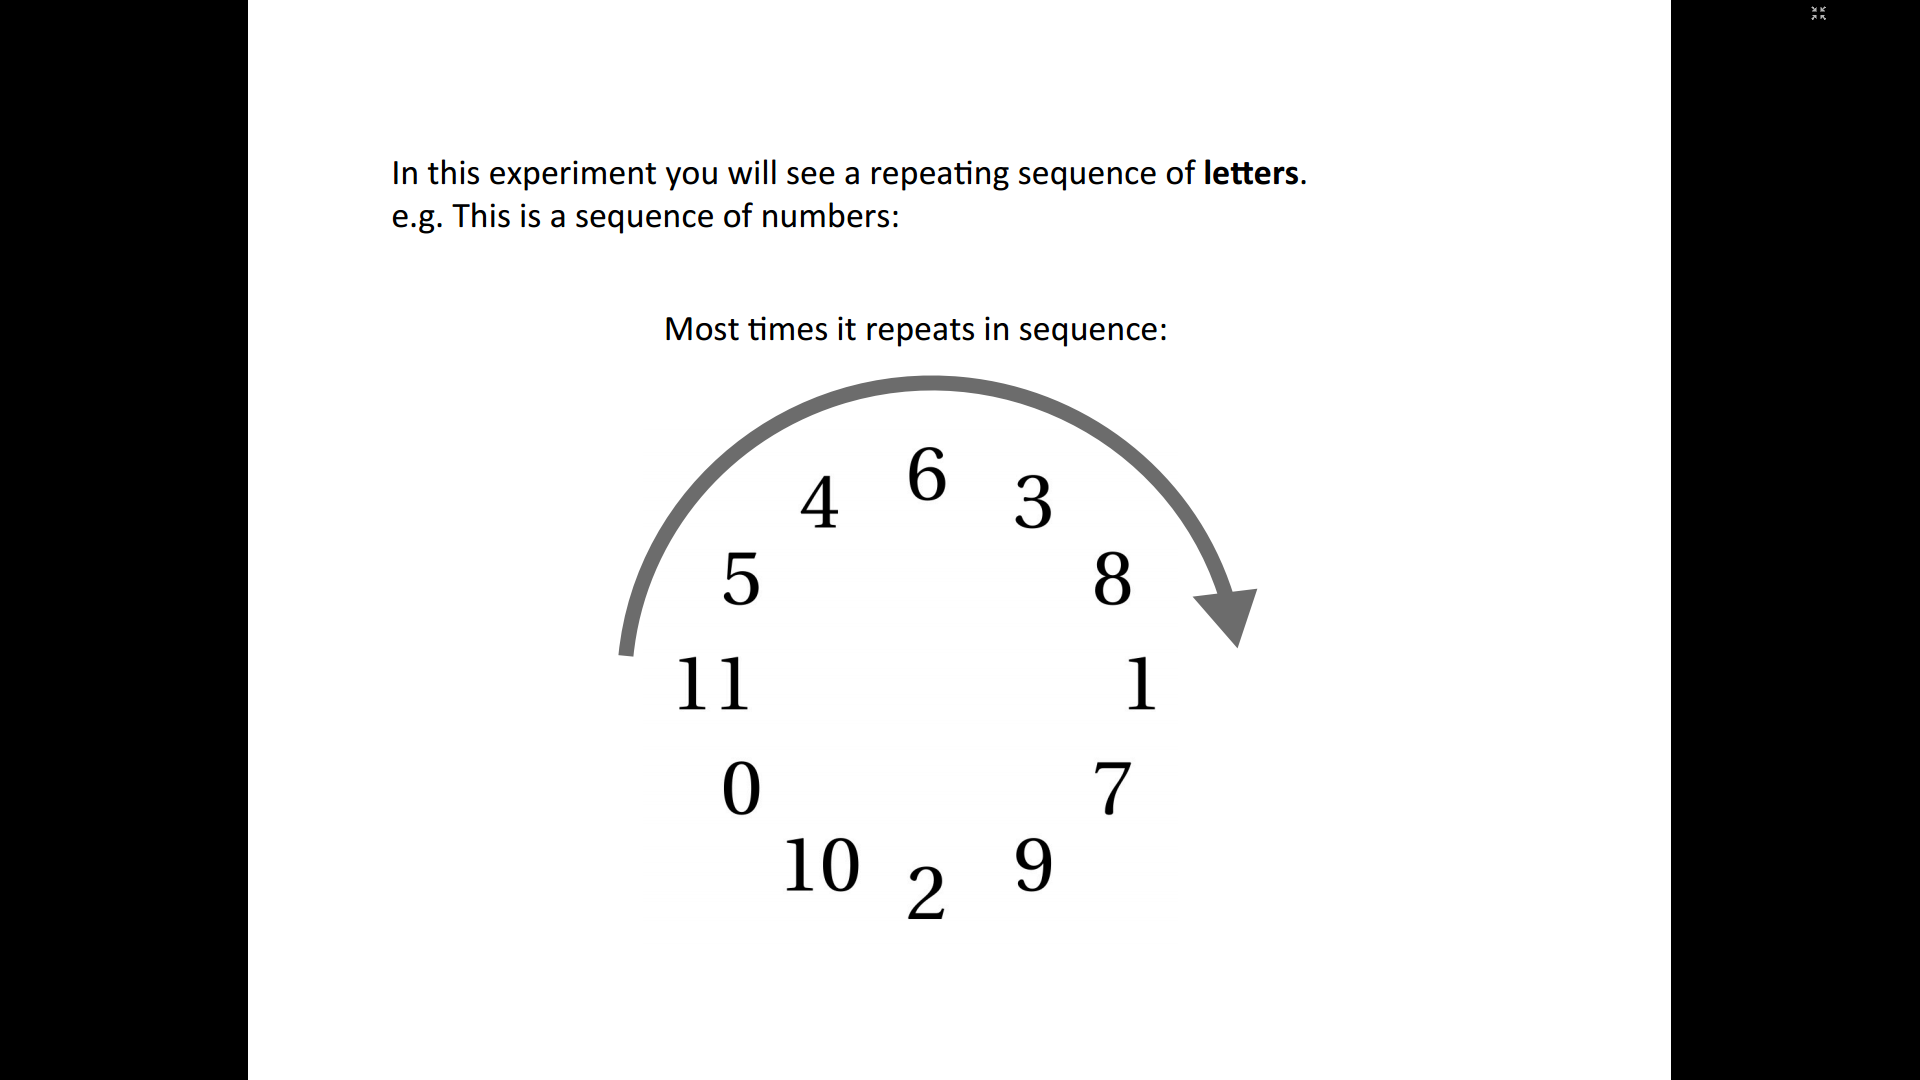 In this experiment you will see a repeating sequence of letters.
e.g. This is a sequence of numbers:
Most times it repeats in sequence:
6
4 3
5 8
11 1
0 7
10 9
2